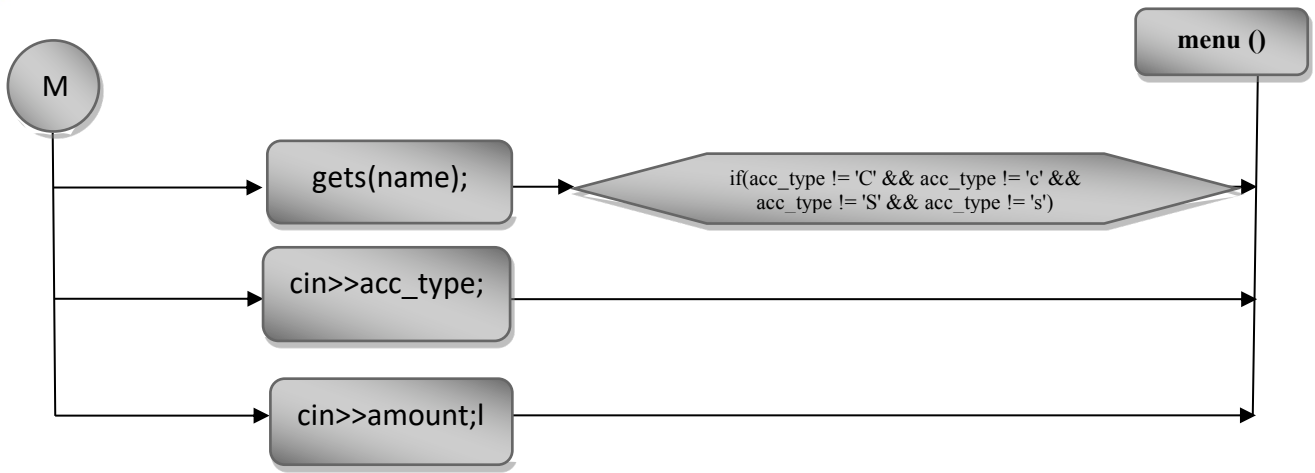 menu ()
M
gets(name);
if(acc_type != 'C' && acc_type != 'c' &&
acc_type != 'S' && acc_type != 's')
cin>>acc_type;
cin>>amount;l